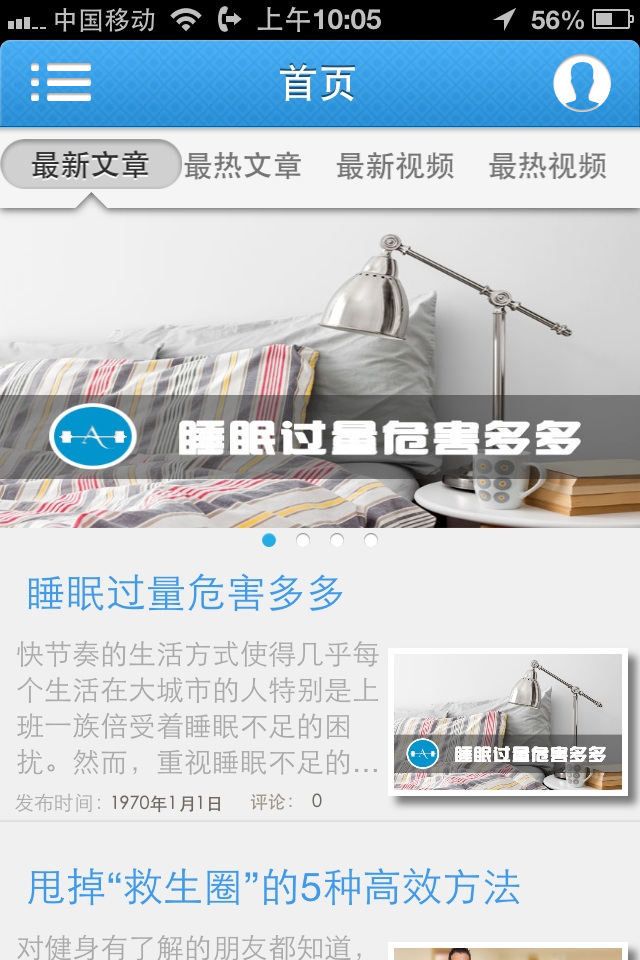 中国移动 上午10:05 56%
首页
最新文章 最热文章 最新视频 最热视频
A 睡眠过量危害多多
睡眠过量危害多多
快节奏的生活方式使得几乎每
个生活在大城市的人特别是上
班一族倍受着睡眠不足的困
扰。然而，重视睡眠不足的...
A 睡眠过量危害多多
发布时间：1970年1月1日 评论： 0
甩掉“救生圈”的5种高效方法
对健身有了解的朋友都知道，